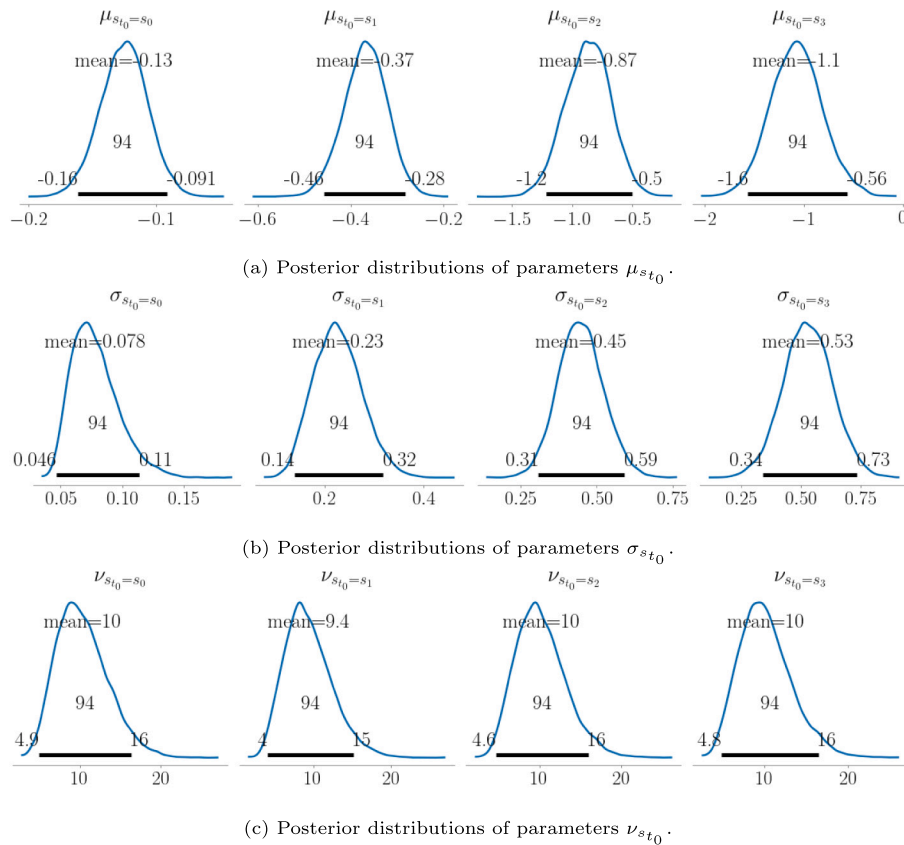 μ_{s_{t_0}=s_0} μ_{s_{t_0}=s_1} μ_{s_{t_0}=s_2} μ_{s_{t_0}=s_3}
mean=-0.13 mean=-0.37 mean=-0.87 mean=-1.1
94 94 94 94
-0.16 -0.091 -0.46 -0.28 -1.2 -0.5 -1.6 -0.56
−0.2 −0.1 −0.6 −0.4 −0.2 −1.5 −1.0 −0.5 −2 −1 0
(a) Posterior distributions of parameters μ_{s_{t_0}}.
σ_{s_{t_0}=s_0} σ_{s_{t_0}=s_1} σ_{s_{t_0}=s_2} σ_{s_{t_0}=s_3}
mean=0.078 mean=0.23 mean=0.45 mean=0.53
94 94 94 94
0.046 0.11 0.14 0.32 0.31 0.59 0.34 0.73
0.05 0.10 0.15 0.2 0.4 0.25 0.50 0.75 0.25 0.50 0.75
(b) Posterior distributions of parameters σ_{s_{t_0}}.
ν_{s_{t_0}=s_0} ν_{s_{t_0}=s_1} ν_{s_{t_0}=s_2} ν_{s_{t_0}=s_3}
mean=10 mean=9.4 mean=10 mean=10
94 94 94 94
4.9 16 4 15 4.6 16 4.8 16
10 20 10 20 10 20 10 20
(c) Posterior distributions of parameters ν_{s_{t_0}}.